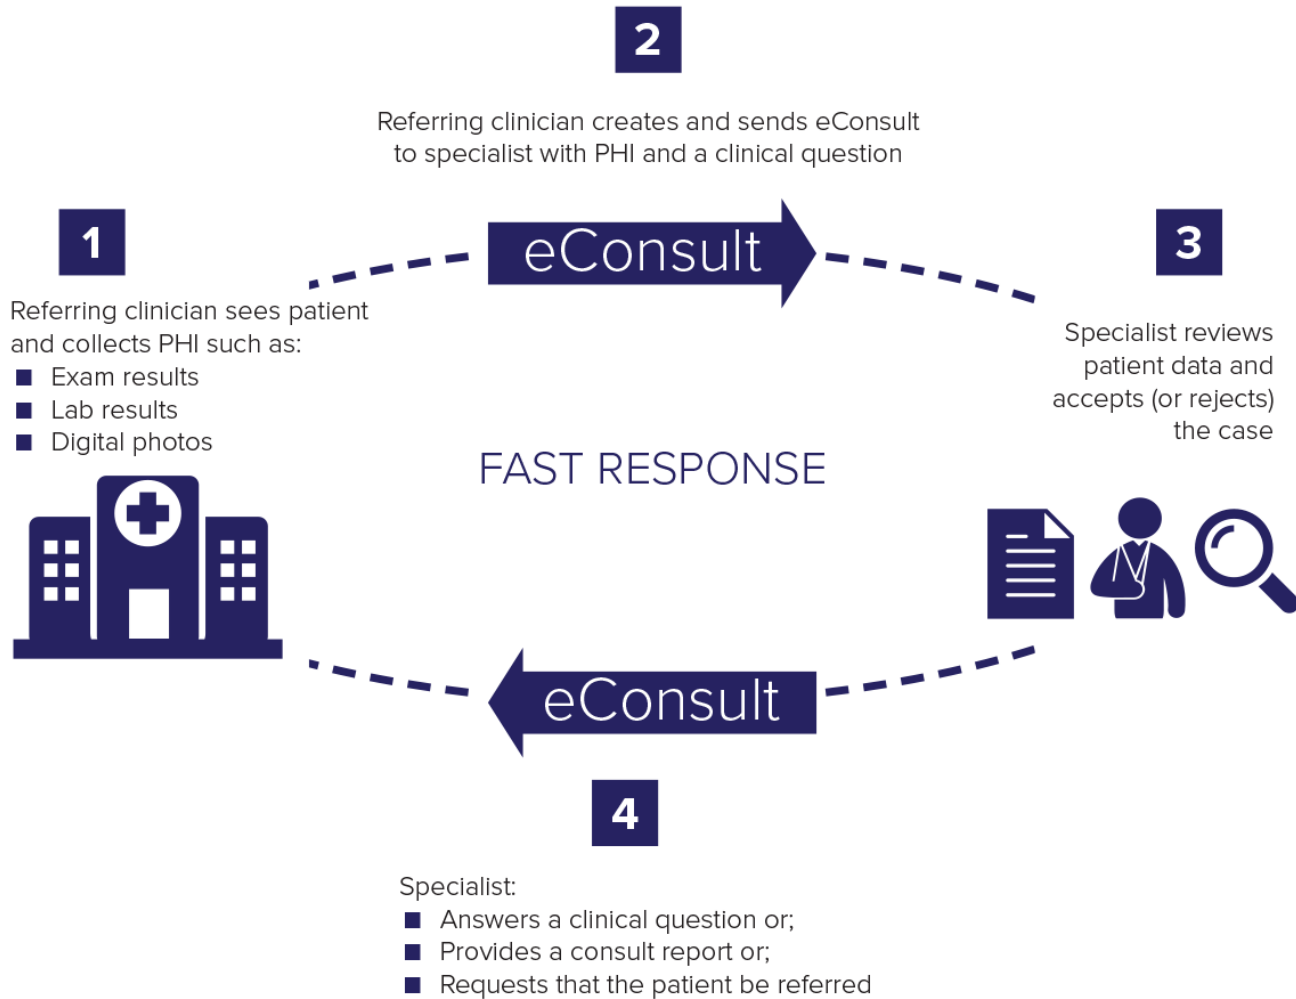 1
Referring clinician sees patient
and collects PHI such as:
Exam results
Lab results
Digital photos
2
Referring clinician creates and sends eConsult
to specialist with PHI and a clinical question
eConsult
3
Specialist reviews
patient data and
accepts (or rejects)
the case
FAST RESPONSE
eConsult
4
Specialist:
Answers a clinical question or;
Provides a consult report or;
Requests that the patient be referred